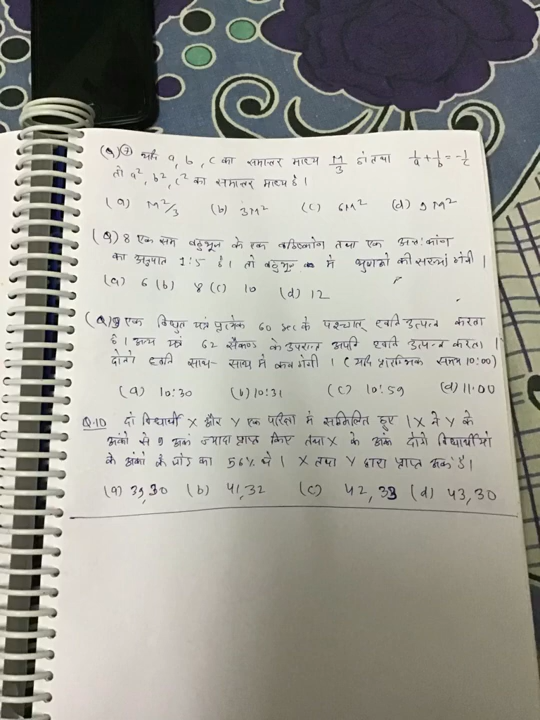 (Q)7 यदि a, b, c का समान्तर माध्य M/3 हो तथा 1/a + 1/b = -1/c
तो a², b², c² का समान्तर माध्य है।
(a) M²/3 (b) 3M² (c) 6M² (d) 9M²
(Q) 8 एक सम बहुभुज के एक बहिष्कोण तथा एक अन्तः कोण
का अनुपात 1:5 है। तो बहुभुज में भुजाओं की संख्या होगी।
(a) 6 (b) 8 (c) 10 (d) 12
(Q)9 एक विद्युत यंत्र प्रत्येक 60 sec के पश्चात् ध्वनि उत्पन्न करता
है। अन्य यंत्र 62 सैकण्ड के उपरान्त अपनी ध्वनि उत्पन्न करता।
दोनों ध्वनि साथ-साथ में कब होगी। (यदि प्रारम्भिक समय 10:00)
(a) 10:30 (b) 10:31 (c) 10:59 (d) 11.00
Q.10 दो विद्यार्थी X और Y एक परीक्षा में सम्मिलित हुए। X ने Y के
अंकों से 9 अंक ज्यादा प्राप्त किए तथा X के अंक दोनों विद्यार्थीयों
के अंकों के जोड़ का 56% थे। X तथा Y द्वारा प्राप्त अंक है।
(a) 39,30 (b) 41,32 (c) 42,33 (d) 43,30